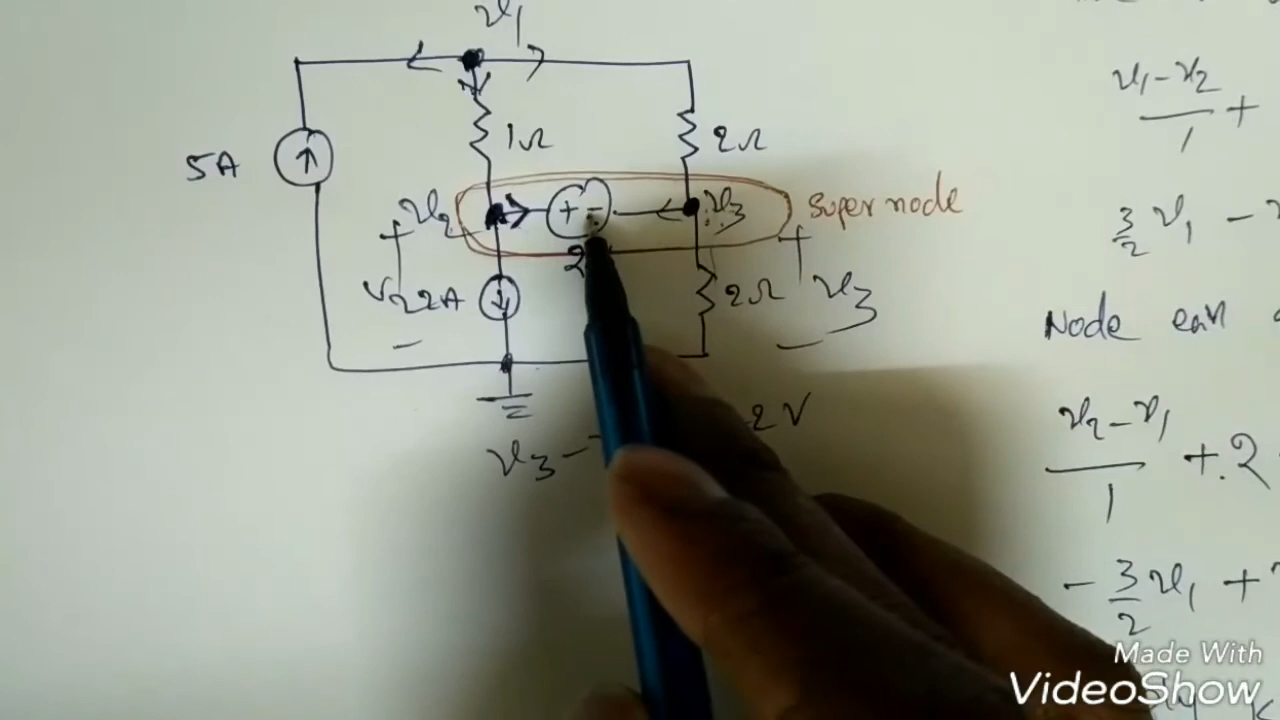 v₁
5A
1Ω
2Ω
+ -
v₂
v₃
super node
2
+
+
V₂
2A
2Ω
v₃
-
-
v₃ -
2V
v₁-v₂
/ 1 +
3/2 v₁ -
Node
v₂-v₁
/ 1 + 2
- 3/2 v₁ +
Made With
VideoShow